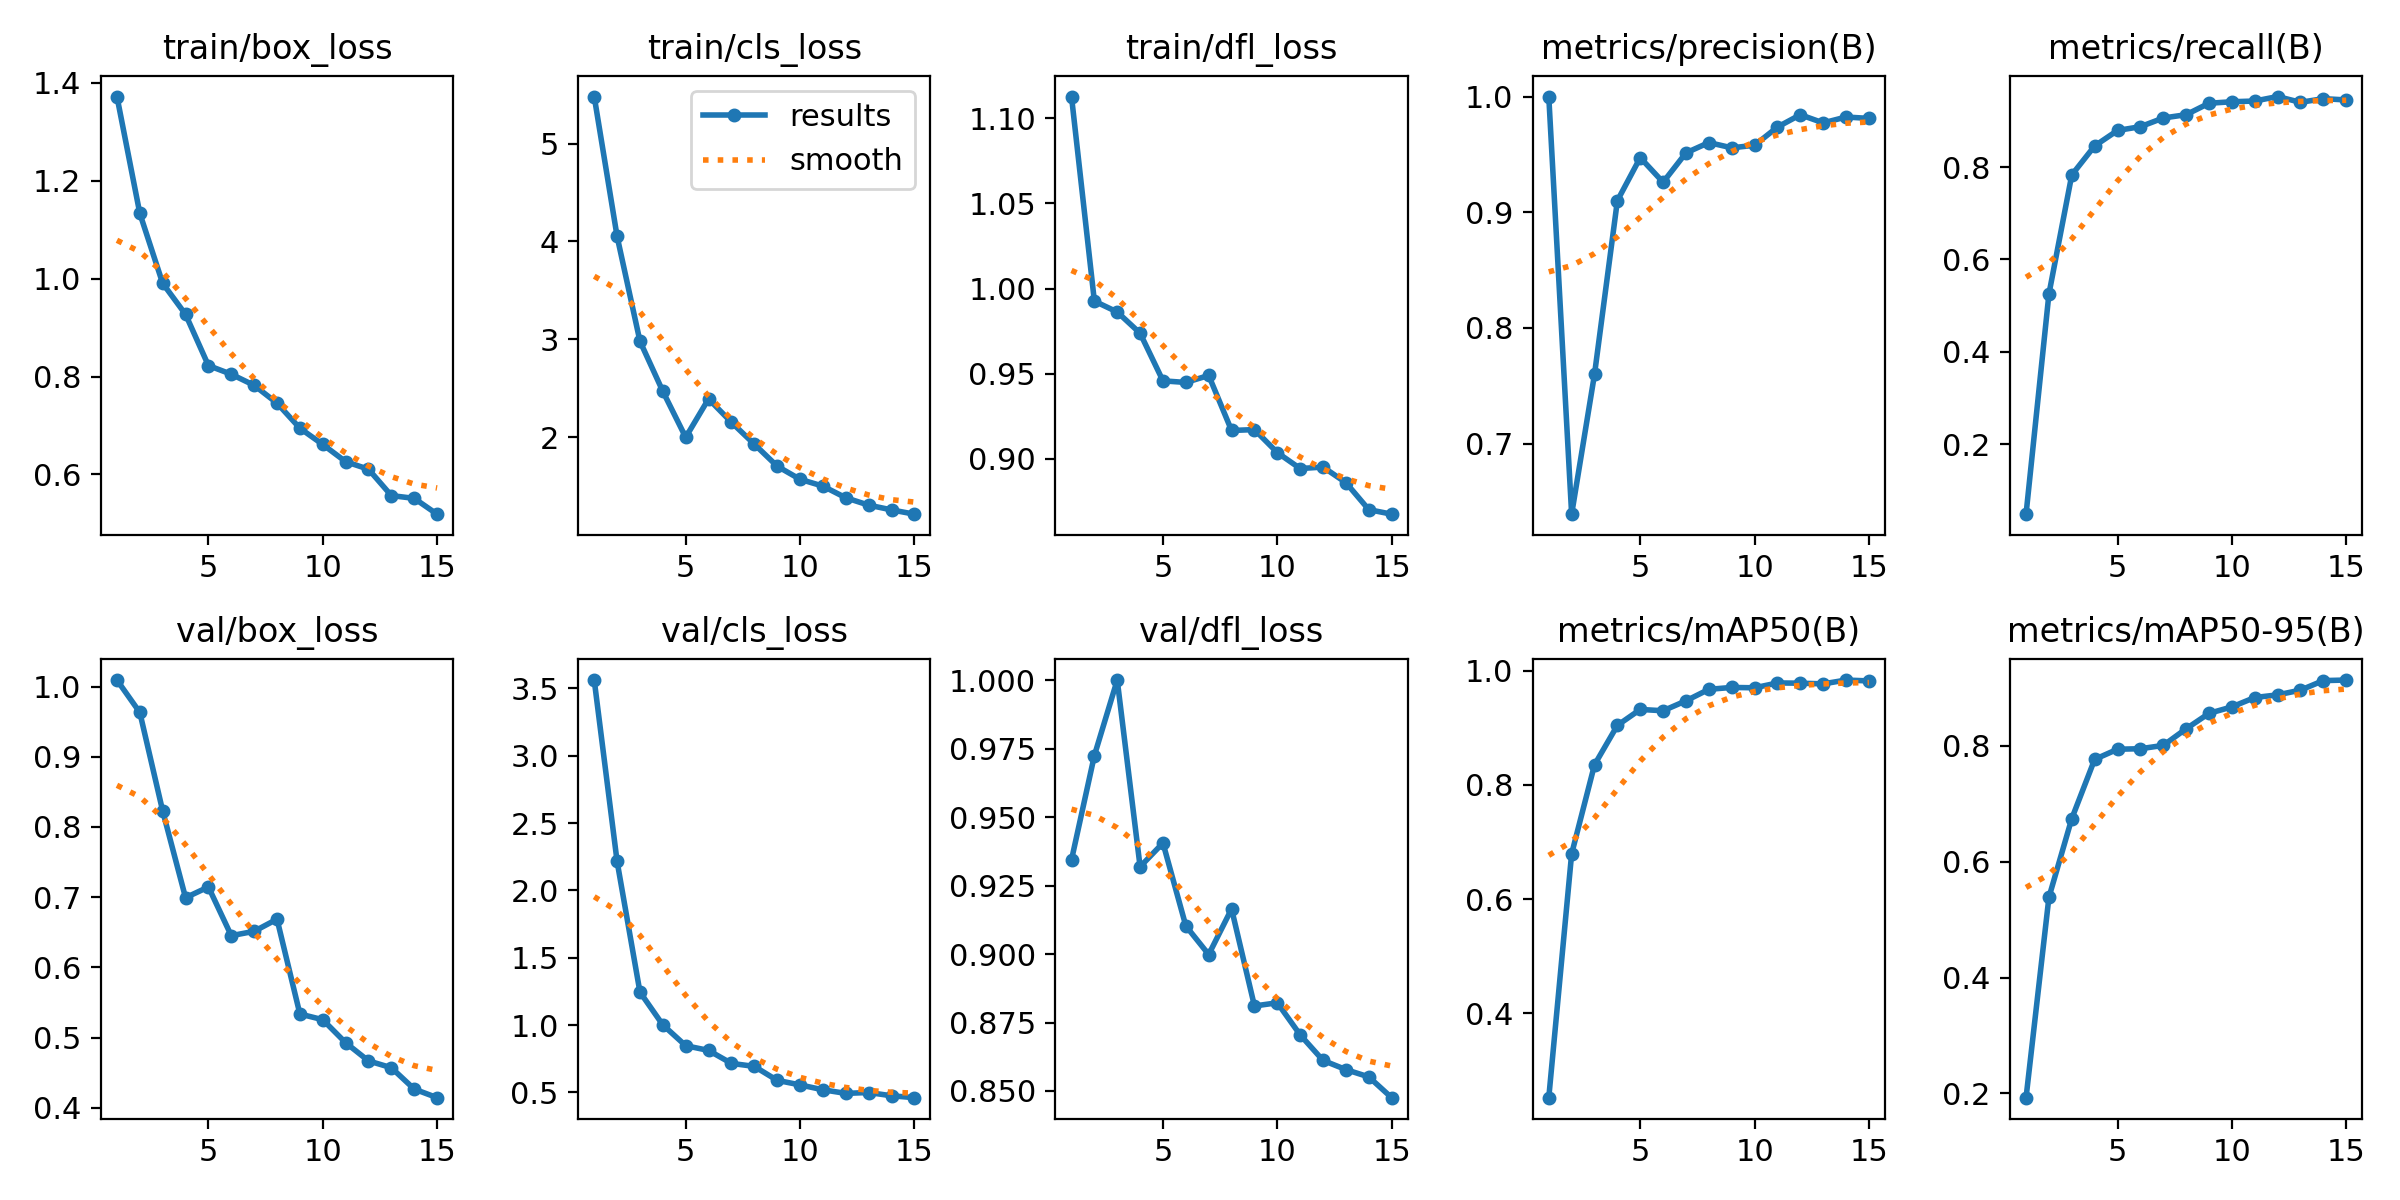 train/box_loss
1.4
1.2
1.0
0.8
0.6
5 10 15
train/cls_loss
results
smooth
5
4
3
2
5 10 15
train/dfl_loss
1.10
1.05
1.00
0.95
0.90
5 10 15
metrics/precision(B)
1.0
0.9
0.8
0.7
5 10 15
metrics/recall(B)
0.8
0.6
0.4
0.2
5 10 15
val/box_loss
1.0
0.9
0.8
0.7
0.6
0.5
0.4
5 10 15
val/cls_loss
3.5
3.0
2.5
2.0
1.5
1.0
0.5
5 10 15
val/dfl_loss
1.000
0.975
0.950
0.925
0.900
0.875
0.850
5 10 15
metrics/mAP50(B)
1.0
0.8
0.6
0.4
5 10 15
metrics/mAP50-95(B)
0.8
0.6
0.4
0.2
5 10 15